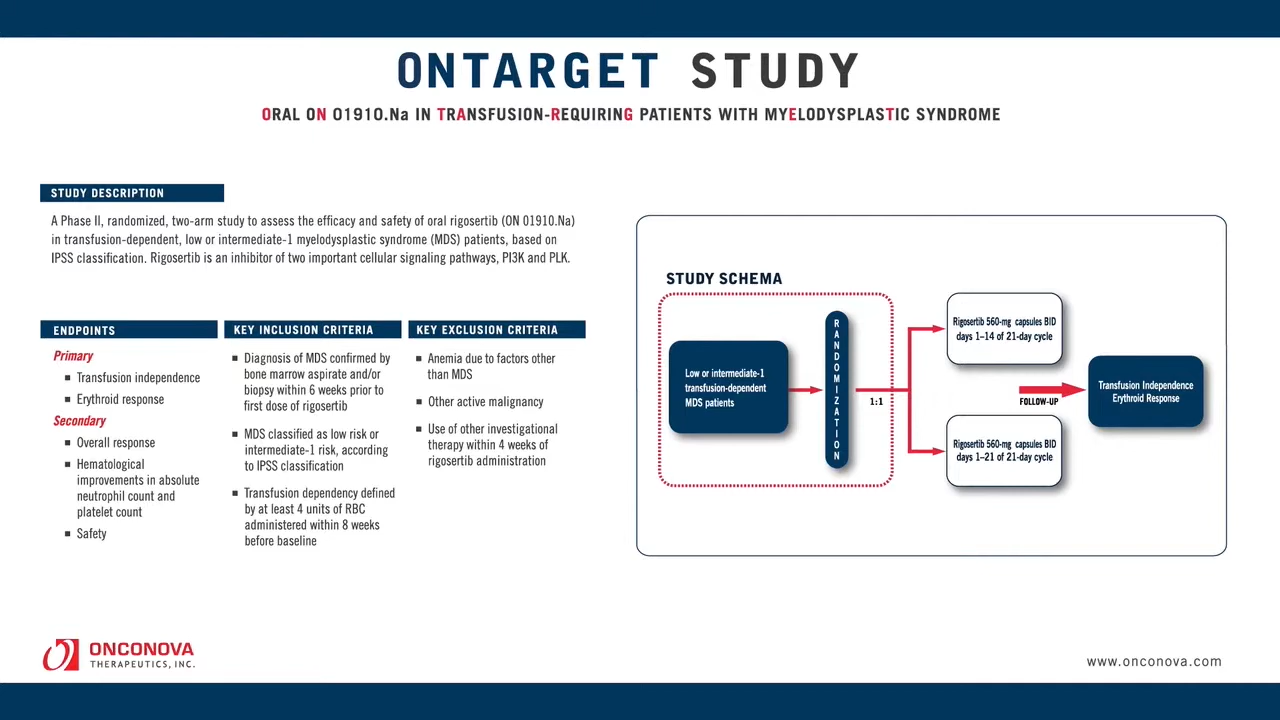 ONTARGET STUDY
ORAL ON 01910.Na IN TRANSFUSION-REQUIRING PATIENTS WITH MYELODYSPLASTIC SYNDROME
STUDY DESCRIPTION
A Phase II, randomized, two-arm study to assess the efficacy and safety of oral rigosertib (ON 01910.Na)
in transfusion-dependent, low or intermediate-1 myelodysplastic syndrome (MDS) patients, based on
IPSS classification. Rigosertib is an inhibitor of two important cellular signaling pathways, PI3K and PLK.
ENDPOINTS
Primary
■ Transfusion independence
■ Erythroid response
Secondary
■ Overall response
■ Hematological
improvements in absolute
neutrophil count and
platelet count
■ Safety
KEY INCLUSION CRITERIA
■ Diagnosis of MDS confirmed by
bone marrow aspirate and/or
biopsy within 6 weeks prior to
first dose of rigosertib
■ MDS classified as low risk or
intermediate-1 risk, according
to IPSS classification
■ Transfusion dependency defined
by at least 4 units of RBC
administered within 8 weeks
before baseline
KEY EXCLUSION CRITERIA
■ Anemia due to factors other
than MDS
■ Other active malignancy
■ Use of other investigational
therapy within 4 weeks of
rigosertib administration
STUDY SCHEMA
Low or intermediate-1
transfusion-dependent
MDS patients
RANDOMIZATION
1:1
Rigosertib 560-mg capsules BID
days 1–14 of 21-day cycle
Rigosertib 560-mg capsules BID
days 1–21 of 21-day cycle
FOLLOW-UP
Transfusion Independence
Erythroid Response
ONCONOVA
THERAPEUTICS, INC.
www.onconova.com